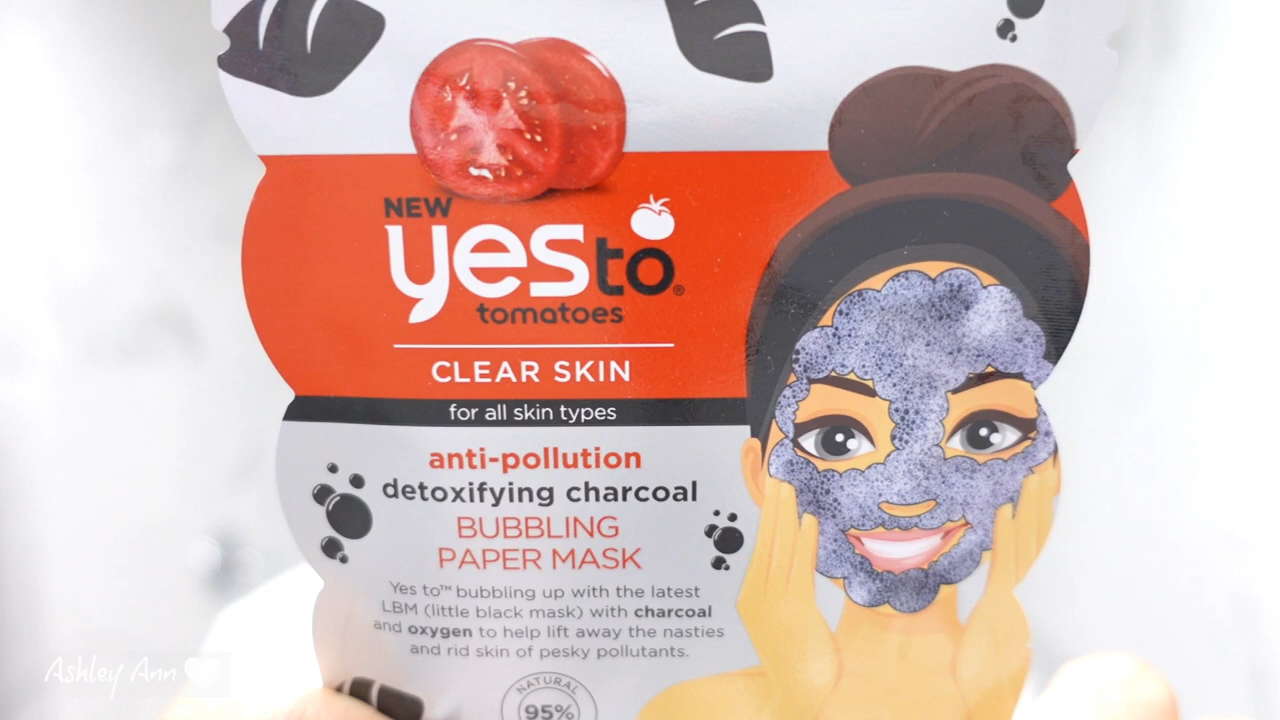 NEW
yes to®
tomatoes
CLEAR SKIN
for all skin types
anti-pollution
detoxifying charcoal
BUBBLING
PAPER MASK
Yes to™ bubbling up with the latest
LBM (little black mask) with charcoal
and oxygen to help lift away the nasties
and rid skin of pesky pollutants.
NATURAL
95%
Ashley Ann